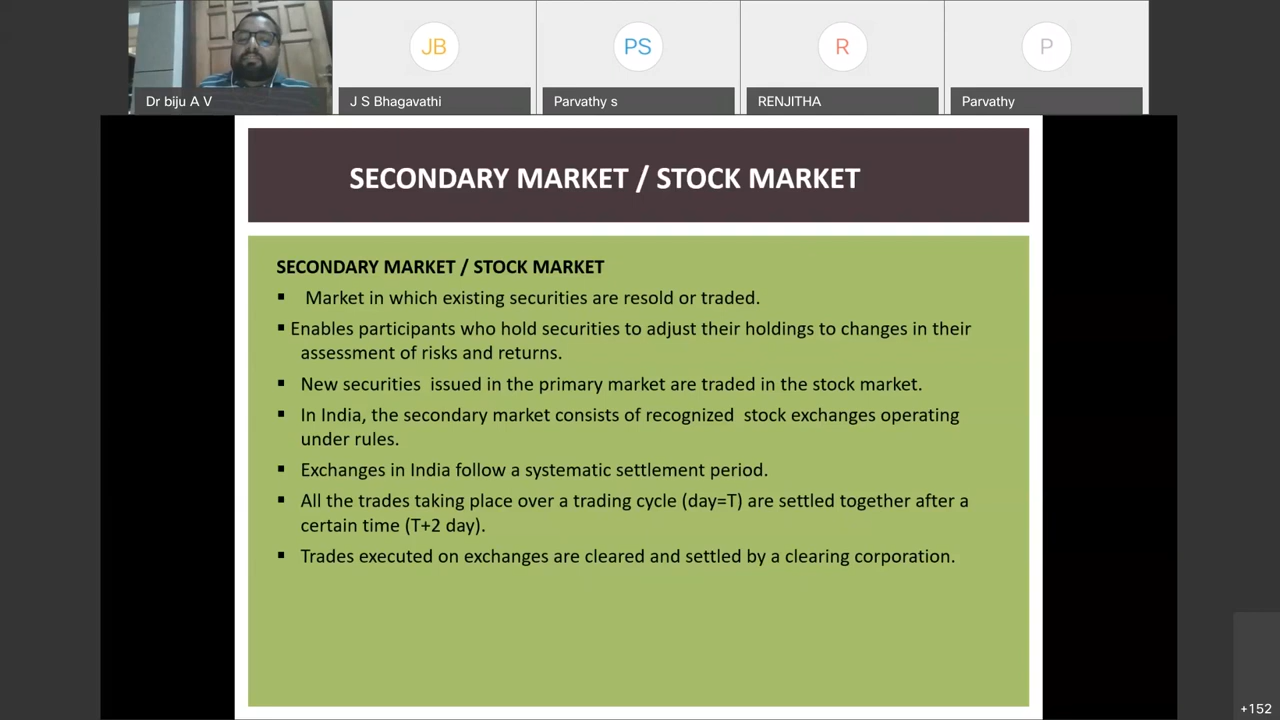 JB
PS
R
P
Dr biju A V
J S Bhagavathi
Parvathy s
RENJITHA
Parvathy
SECONDARY MARKET / STOCK MARKET
SECONDARY MARKET / STOCK MARKET
▪ Market in which existing securities are resold or traded.
▪ Enables participants who hold securities to adjust their holdings to changes in their
assessment of risks and returns.
▪ New securities issued in the primary market are traded in the stock market.
▪ In India, the secondary market consists of recognized stock exchanges operating
under rules.
▪ Exchanges in India follow a systematic settlement period.
▪ All the trades taking place over a trading cycle (day=T) are settled together after a
certain time (T+2 day).
▪ Trades executed on exchanges are cleared and settled by a clearing corporation.
+152